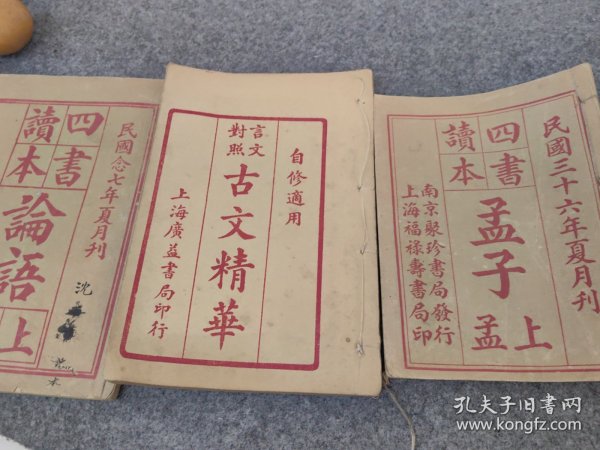 民國念七年夏月刊
四書
讀本
論語
上
沈
自修適用
言文
對照
古文精華
上海廣益書局印行
民國三十六年夏月刊
四書
讀本
孟子
上孟
南京聚珍書局發行
上海福祿壽書局印
孔夫子旧書网
www.kongfz.com